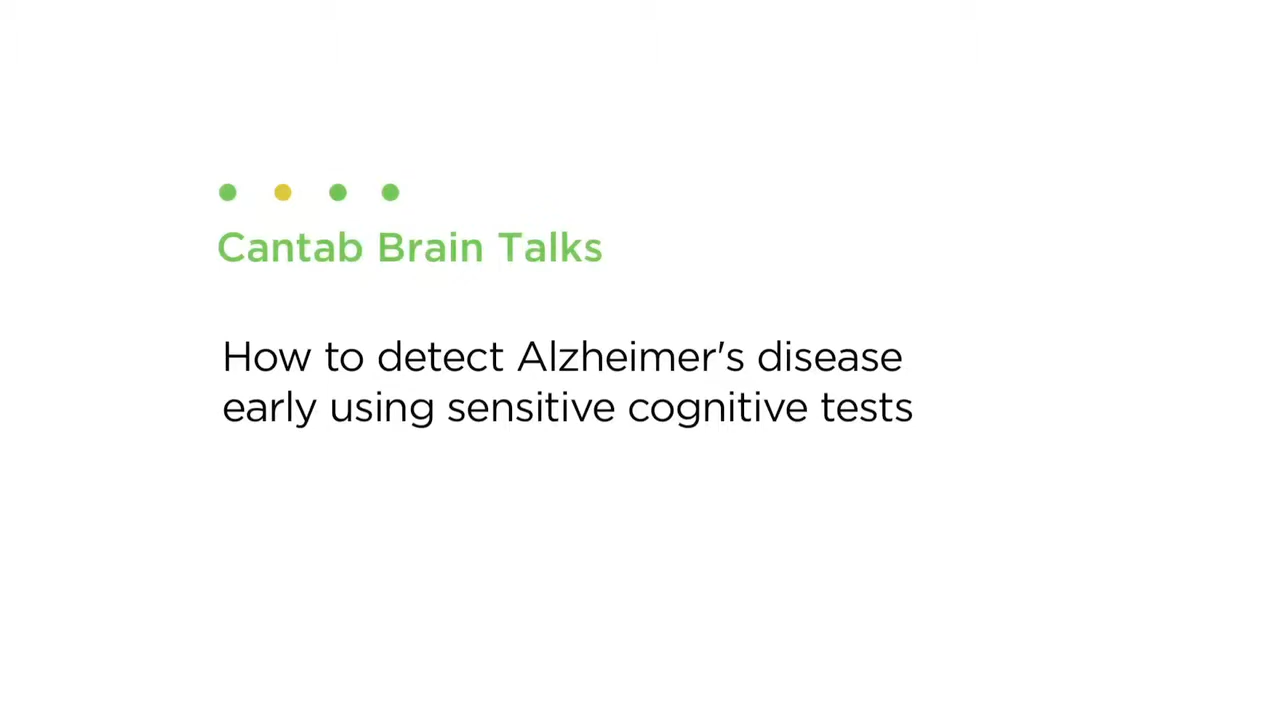 Cantab Brain Talks
How to detect Alzheimer's disease
early using sensitive cognitive tests